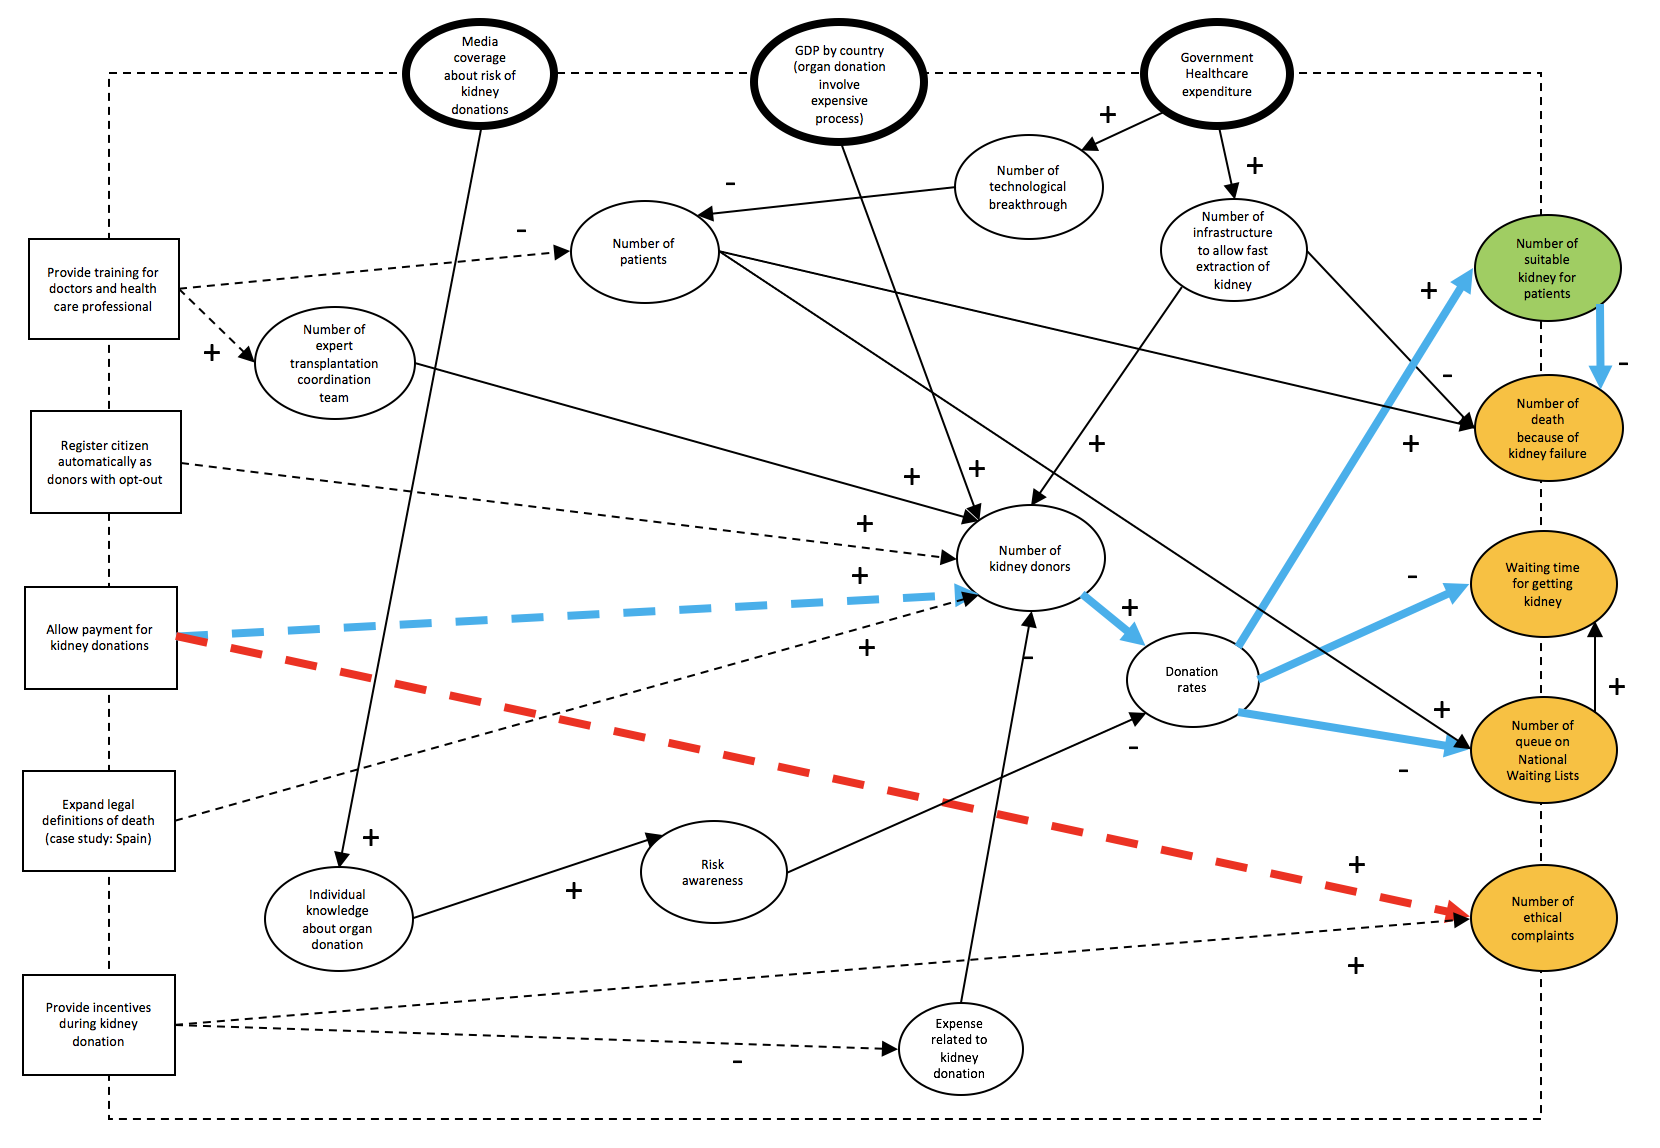 Media
coverage
about risk of
kidney
donations
GDP by country
(organ donation
involve
expensive
process)
Government
Healthcare
expenditure
+
+
Number of
technological
breakthrough
-
Number of
patients
-
Number of
infrastructure
to allow fast
extraction of
kidney
Number of
suitable
kidney for
patients
+
-
Provide training for
doctors and health
care professional
+
Number of
expert
transplantation
coordination
team
-
+
Number of
death
because of
kidney failure
Register citizen
automatically as
donors with opt-out
+
+
+
+
Number of
kidney donors
+
+
+
-
Waiting time
for getting
kidney
-
Allow payment for
kidney donations
Donation
rates
-
+
+
-
Number of
queue on
National
Waiting Lists
Expand legal
definitions of death
(case study: Spain)
+
+
Risk
awareness
+
Individual
knowledge
about organ
donation
Number of
ethical
complaints
+
Provide incentives
during kidney
donation
-
Expense
related to
kidney
donation